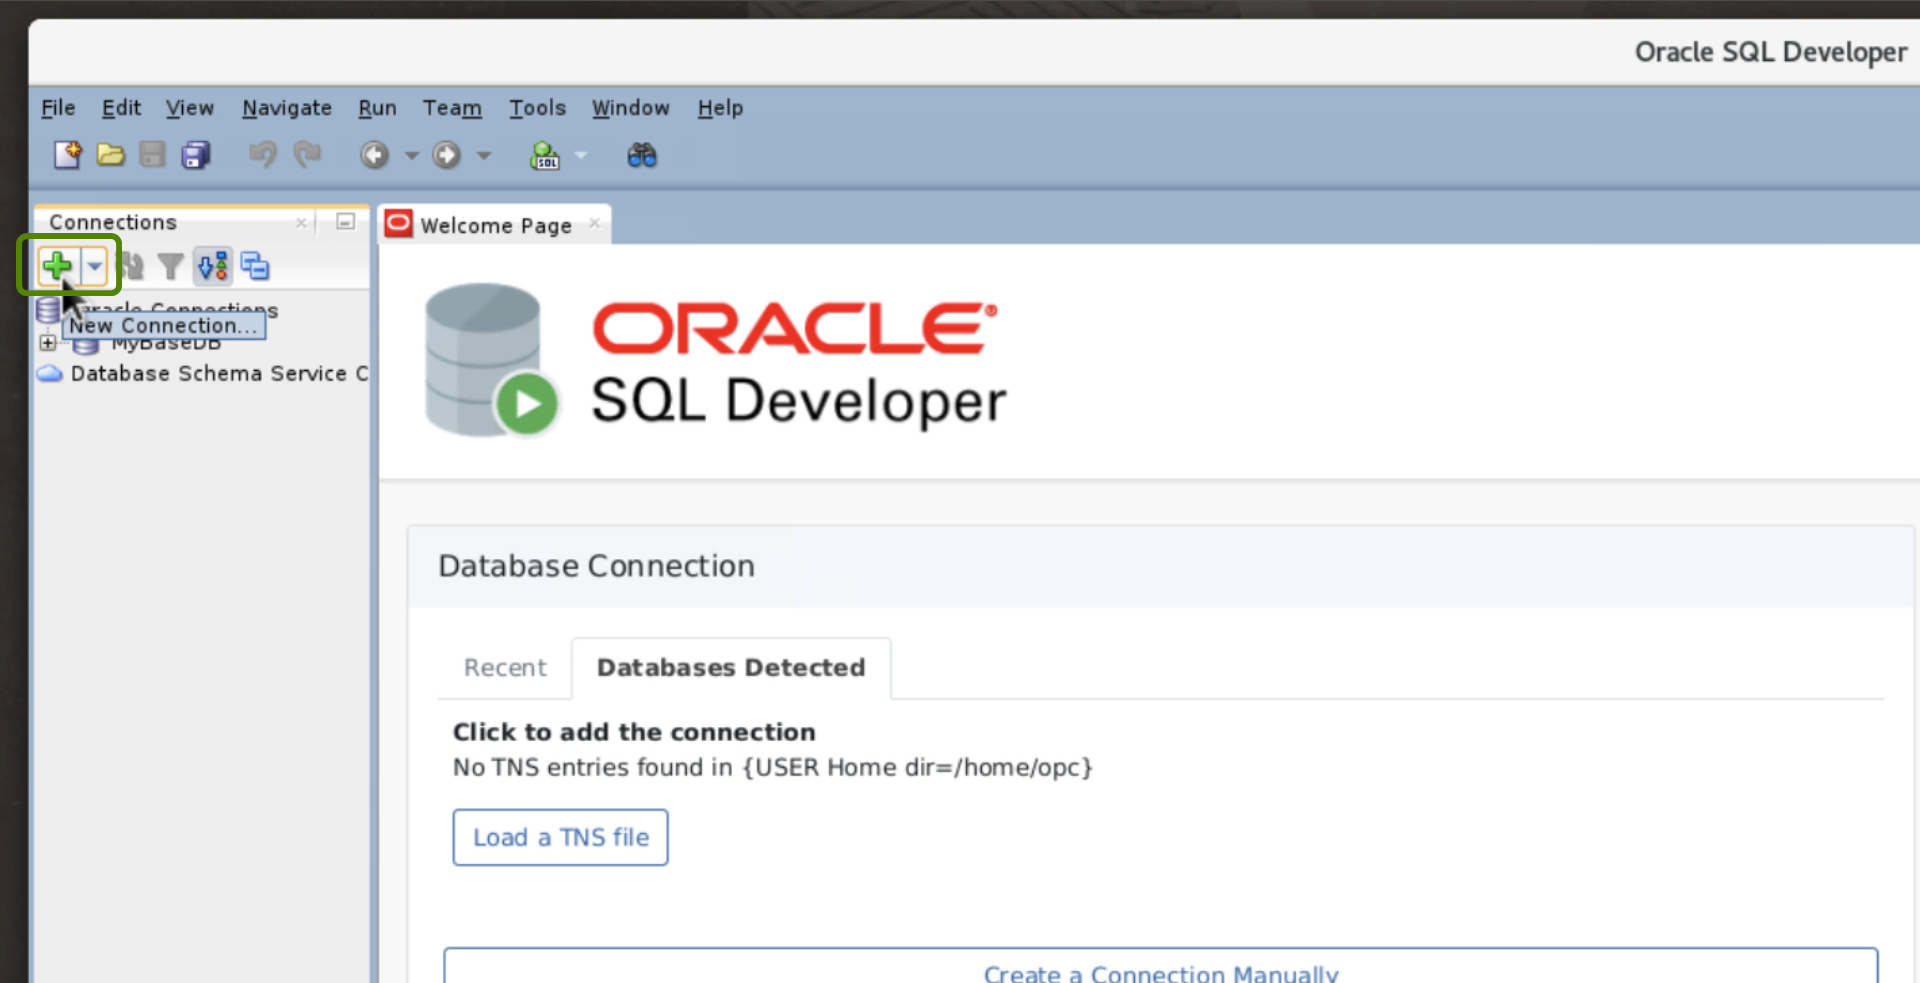 Oracle SQL Developer
File Edit View Navigate Run Team Tools Window Help
SQL
Connections
Welcome Page
Oracle Connections
New Connection...
MyBaseDB
Database Schema Service C
ORACLE®
SQL Developer
Database Connection
Recent
Databases Detected
Click to add the connection
No TNS entries found in {USER Home dir=/home/opc}
Load a TNS file
Create a Connection Manually